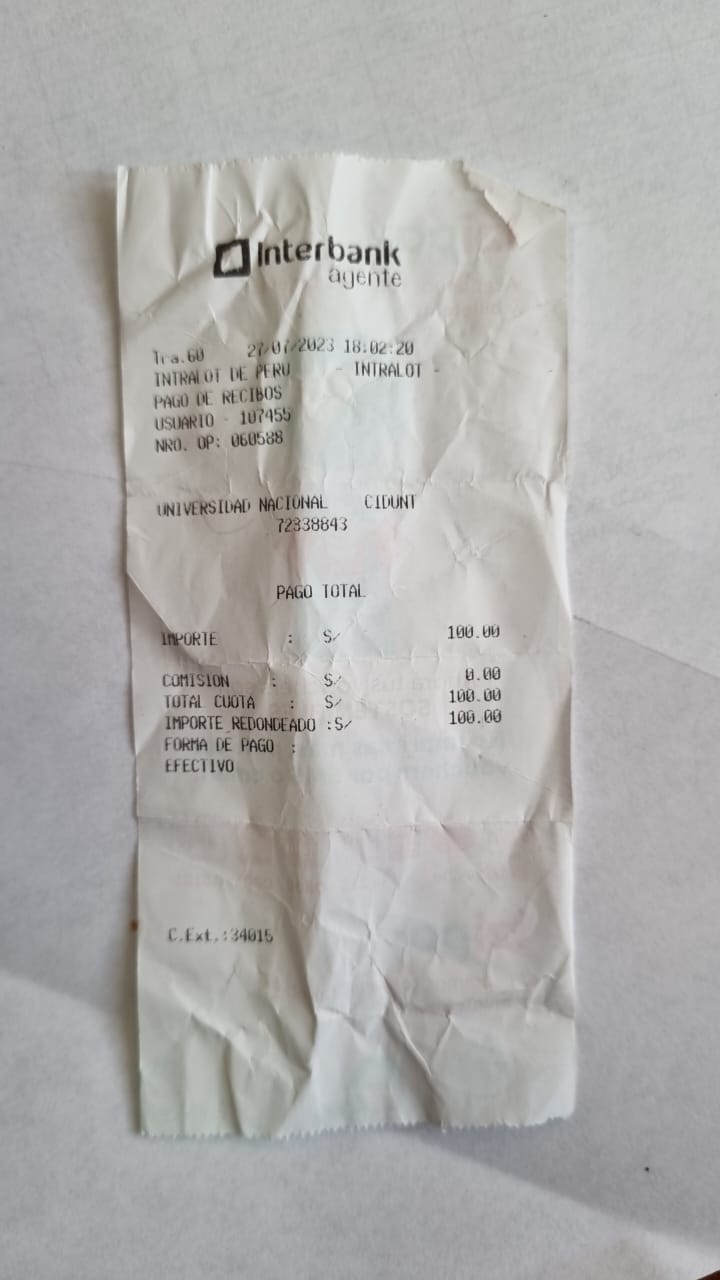 Interbank
agente
Tra.60 27/07/2023 18:02:20
INTRALOT DE PERU - INTRALOT -
PAGO DE RECIBOS
USUARIO - 107455
NRO. OP: 060588
UNIVERSIDAD NACIONAL CIDUNT
72338843
PAGO TOTAL
IMPORTE : S/ 100.00
COMISION : S/ 0.00
TOTAL CUOTA : S/ 100.00
IMPORTE REDONDEADO :S/ 100.00
FORMA DE PAGO :
EFECTIVO
C.Ext.:34015